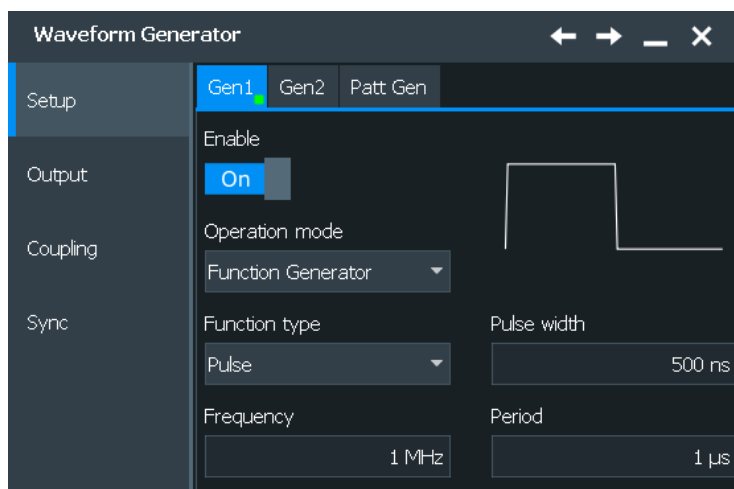 Waveform Generator
Setup
Output
Coupling
Sync
Gen1 Gen2 Patt Gen
Enable
On
Operation mode
Function Generator
Function type Pulse width
Pulse 500 ns
Frequency Period
1 MHz 1 µs